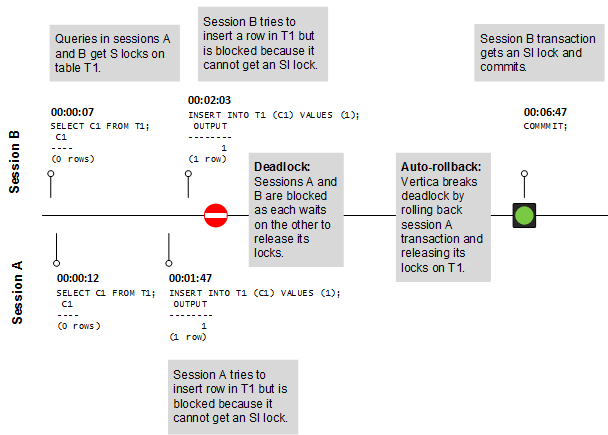 Queries in sessions A
and B get S locks on
table T1.
Session B tries to
insert a row in T1 but
is blocked because it
cannot get an SI lock.
Session B transaction
gets an SI lock and
commits.
Session B
00:00:07
SELECT C1 FROM T1;
C1
----
(0 rows)
00:02:03
INSERT INTO T1 (C1) VALUES (1);
OUTPUT
--------
1
(1 row)
00:06:47
COMMMIT;
Deadlock:
Sessions A and
B are blocked
as each waits
on the other to
release its
locks.
Auto-rollback:
Vertica breaks
deadlock by
rolling back
session A
transaction and
releasing its
locks on T1.
Session A
00:00:12
SELECT C1 FROM T1;
C1
----
(0 rows)
00:01:47
INSERT INTO T1 (C1) VALUES (1);
OUTPUT
--------
1
(1 row)
Session A tries to
insert row in T1 but is
blocked because it
cannot get an SI lock.